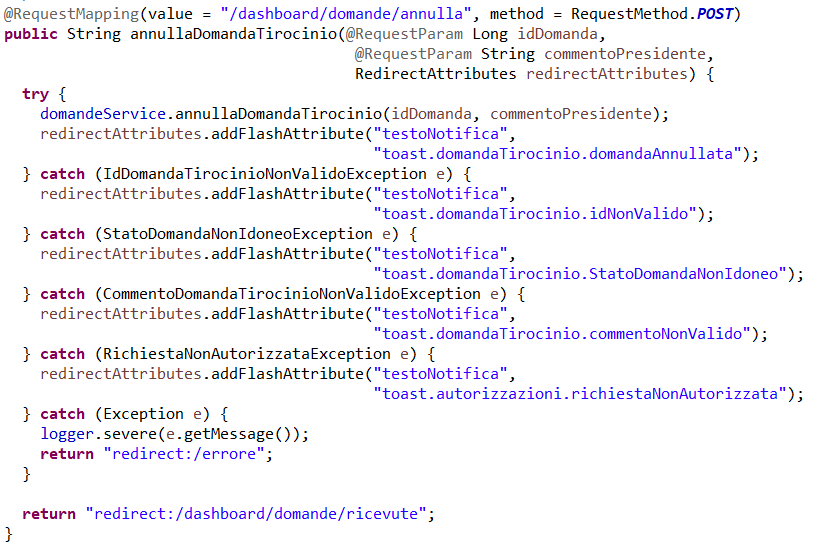 @RequestMapping(value = "/dashboard/domande/annulla", method = RequestMethod.POST)
public String annullaDomandaTirocinio(@RequestParam Long idDomanda,
                                      @RequestParam String commentoPresidente,
                                      RedirectAttributes redirectAttributes) {
  try {
    domandeService.annullaDomandaTirocinio(idDomanda, commentoPresidente);
    redirectAttributes.addFlashAttribute("testoNotifica",
                                         "toast.domandaTirocinio.domandaAnnullata");
  } catch (IdDomandaTirocinioNonValidoException e) {
    redirectAttributes.addFlashAttribute("testoNotifica",
                                         "toast.domandaTirocinio.idNonValido");
  } catch (StatoDomandaNonIdoneoException e) {
    redirectAttributes.addFlashAttribute("testoNotifica",
                                         "toast.domandaTirocinio.StatoDomandaNonIdoneo");
  } catch (CommentoDomandaTirocinioNonValidoException e) {
    redirectAttributes.addFlashAttribute("testoNotifica",
                                         "toast.domandaTirocinio.commentoNonValido");
  } catch (RichiestaNonAutorizzataException e) {
    redirectAttributes.addFlashAttribute("testoNotifica",
                                         "toast.autorizzazioni.richiestaNonAutorizzata");
  } catch (Exception e) {
    logger.severe(e.getMessage());
    return "redirect:/errore";
  }

  return "redirect:/dashboard/domande/ricevute";
}